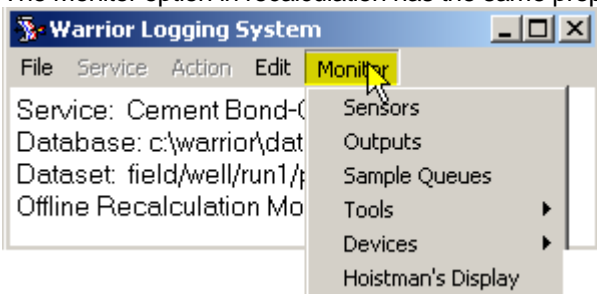 The Monitor option in recalculation has the same prop
Warrior Logging System
File Service Action Edit Monitor
Service: Cement Bond-
Database: c:\warrior\dat
Dataset: field/well/run1/
Offline Recalculation Mo
Sensors
Outputs
Sample Queues
Tools
Devices
Hoistman's Display